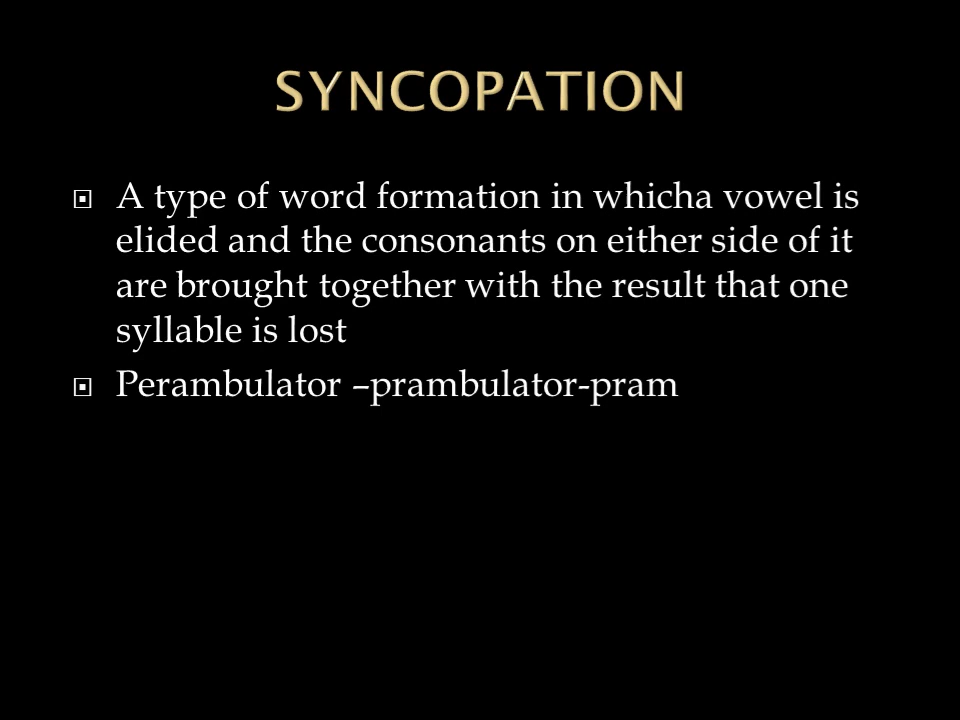 SYNCOPATION
A type of word formation in whicha vowel is
elided and the consonants on either side of it
are brought together with the result that one
syllable is lost
Perambulator –prambulator-pram